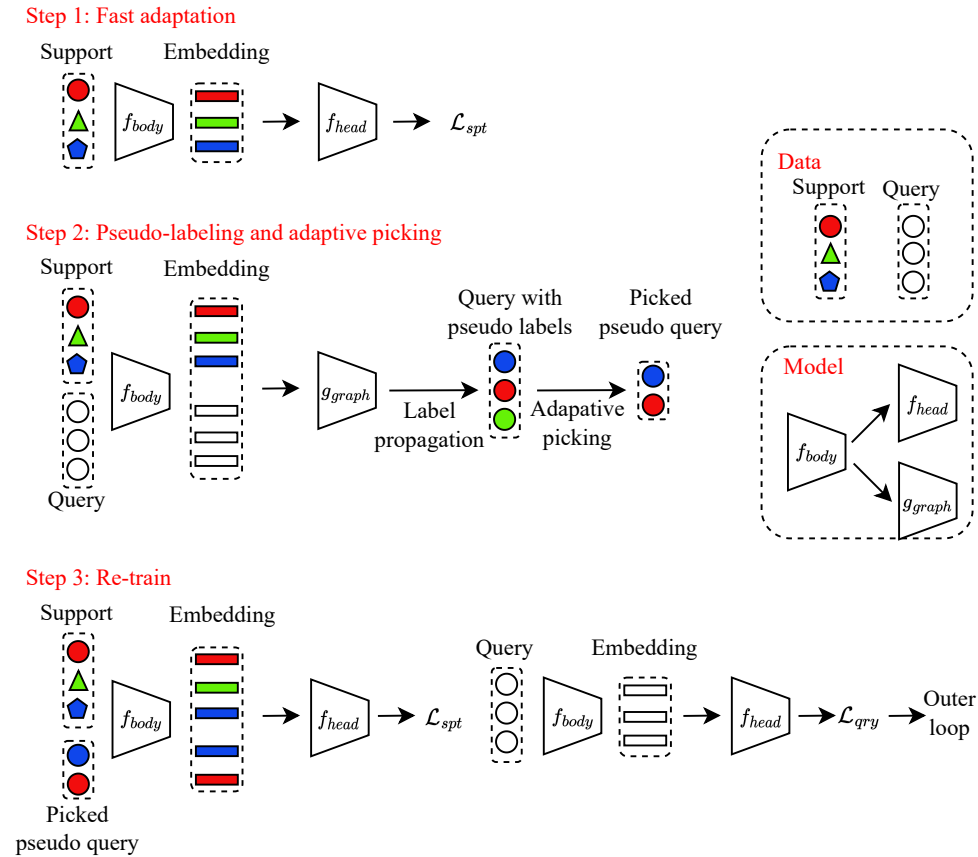 Step 1: Fast adaptation
Support
Embedding
f_body
f_head
ℒ_spt
Step 2: Pseudo-labeling and adaptive picking
Support
Embedding
Query with
pseudo labels
Picked
pseudo query
f_body
g_graph
Label
propagation
Adapative
picking
Query
Data
Support
Query
Model
f_body
f_head
g_graph
Step 3: Re-train
Support
Embedding
f_body
f_head
ℒ_spt
Picked
pseudo query
Query
Embedding
f_body
f_head
ℒ_qry
Outer
loop